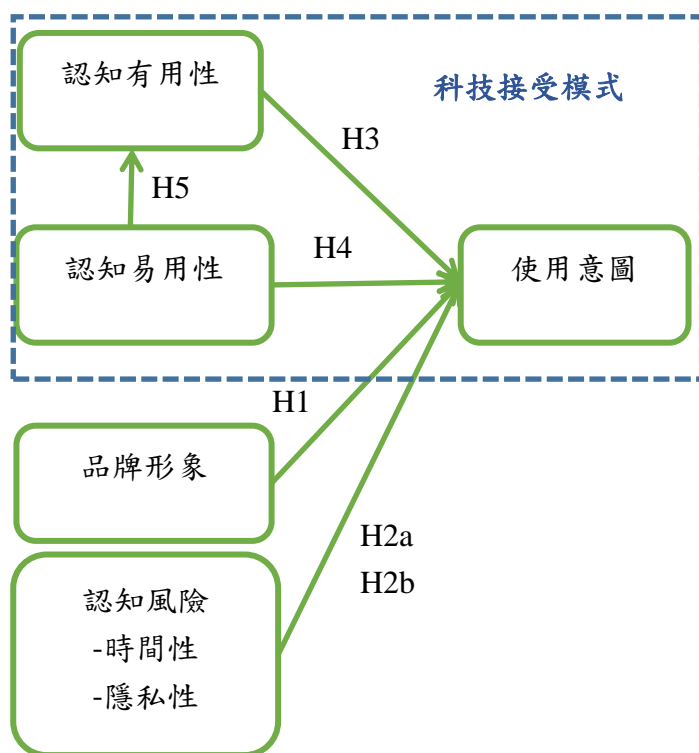 認知有用性
科技接受模式
H3
H5
認知易用性
H4
使用意圖
H1
品牌形象
H2a
H2b
認知風險
-時間性
-隱私性